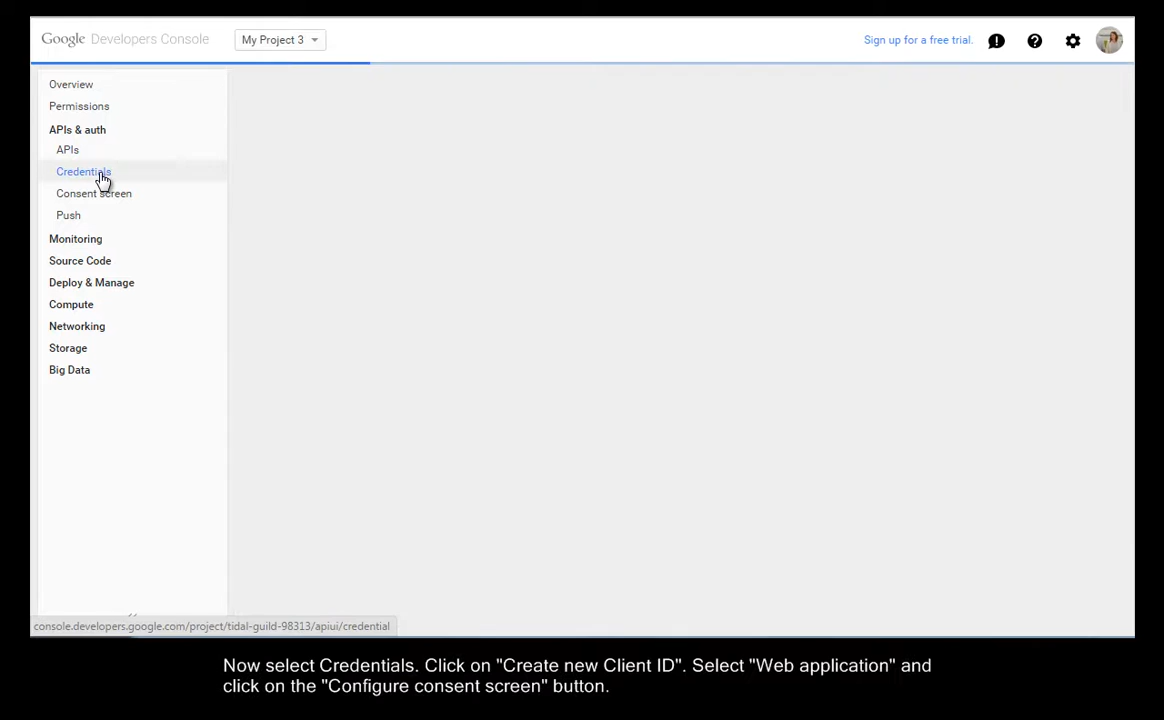 Google Developers Console
My Project 3
Sign up for a free trial.
Overview
Permissions
APIs & auth
APIs
Credentials
Consent screen
Push
Monitoring
Source Code
Deploy & Manage
Compute
Networking
Storage
Big Data
console.developers.google.com/project/tidal-guild-98313/apiui/credential
Now select Credentials. Click on "Create new Client ID". Select "Web application" and
click on the "Configure consent screen" button.